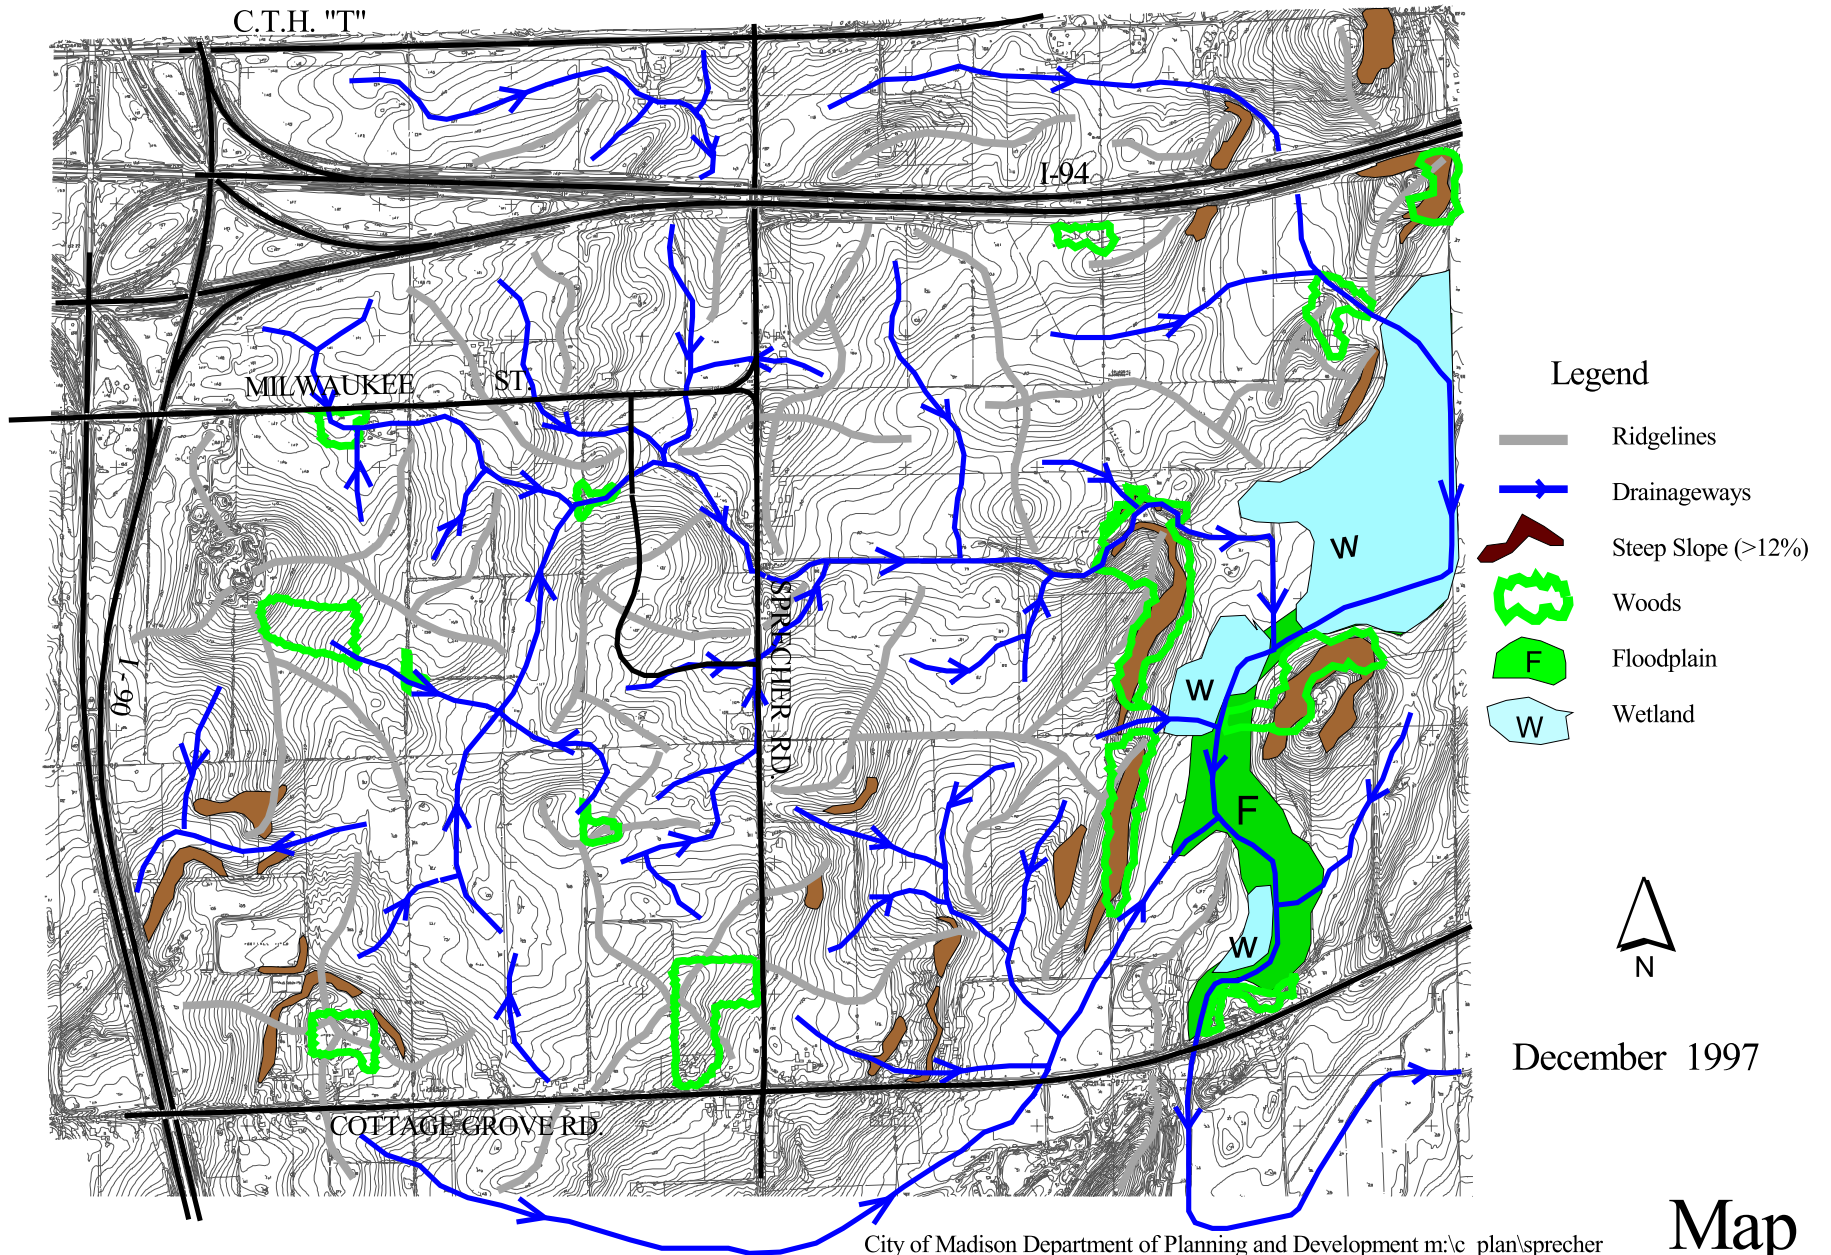 C.T.H. "T"
I-94
MILWAUKEE ST.
Legend
Ridgelines
W
Drainageways
Steep Slope (>12%)
Woods
SPRECHER RD.
F Floodplain
I - 90
W
W Wetland
F
W
N
December 1997
COTTAGE GROVE RD.
Map
City of Madison Department of Planning and Development m:\c_plan\sprecher